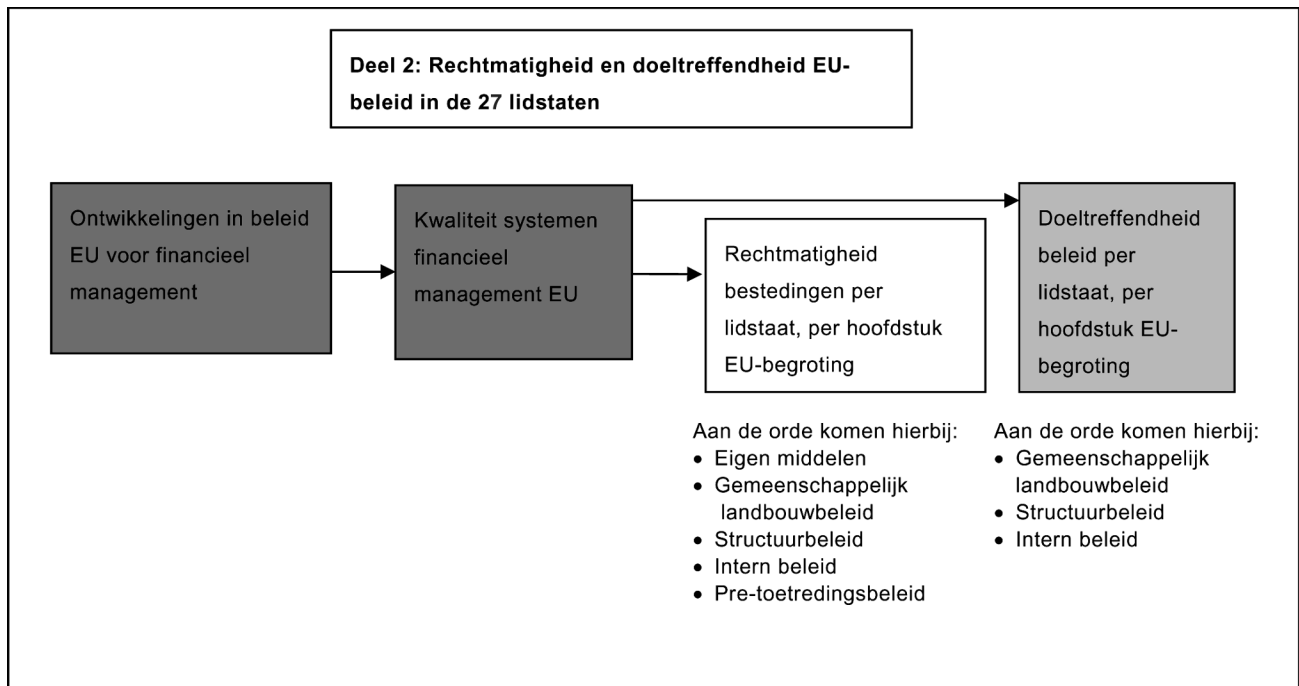 Deel 2: Rechtmatigheid en doeltreffendheid EU-
beleid in de 27 lidstaten
Ontwikkelingen in beleid
EU voor financieel
management
Kwaliteit systemen
financieel
management EU
Rechtmatigheid
bestedingen per
lidstaat, per hoofdstuk
EU-begroting
Doeltreffendheid
beleid per
lidstaat, per
hoofdstuk EU-
begroting
Aan de orde komen hierbij:
• Eigen middelen
• Gemeenschappelijk
landbouwbeleid
• Structuurbeleid
• Intern beleid
• Pre-toetredingsbeleid
Aan de orde komen hierbij:
• Gemeenschappelijk
landbouwbeleid
• Structuurbeleid
• Intern beleid